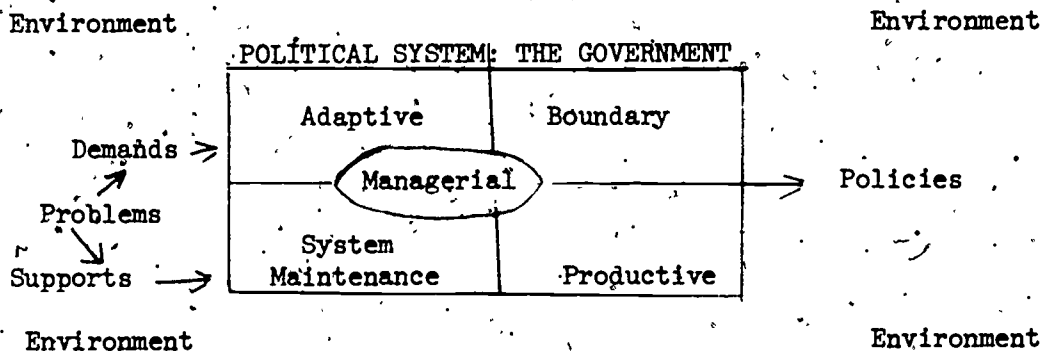 Environment Environment
POLITICAL SYSTEM: THE GOVERNMENT
Adaptive Boundary
Demands
Managerial Policies
Problems
System
Supports Maintenance Productive
Environment Environment